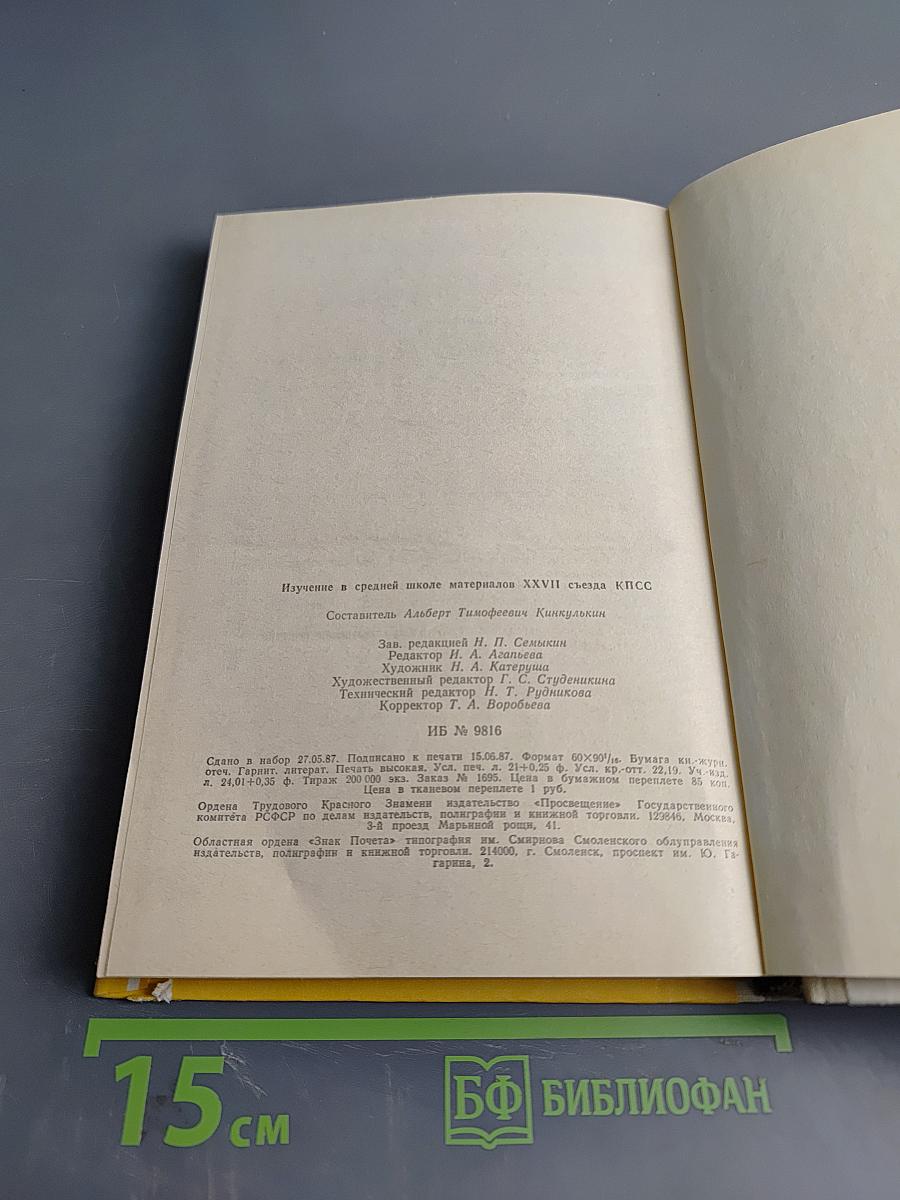 Изучение в средней школе материалов XXVII съезда КПСС
Составитель Альберт Тимофеевич Кинкулькин
Зав. редакцией Н. П. Семыкин
Редактор И. А. Агапьева
Художник Н. А. Катеруша
Художественный редактор Г. С. Студеникина
Технический редактор Н. Т. Рудникова
Корректор Т. А. Воробьева
ИБ № 9816
Сдано в набор 27.05.87. Подписано к печати 15.06.87. Формат 60×90¹/₁₆. Бумага кн.-журн.
отеч. Гарнит. литерат. Печать высокая. Усл. печ. л. 21+0,25 ф. Усл. кр.-отт. 22,19. Уч.-изд.
л. 24,01+0,35 ф. Тираж 200 000 экз. Заказ № 1695. Цена в бумажном переплете 85 коп.
Цена в тканевом переплете 1 руб.
Ордена Трудового Красного Знамени издательство «Просвещение» Государственного
комитета РСФСР по делам издательств, полиграфии и книжной торговли. 129846, Москва,
3-й проезд Марьиной рощи, 41.
Областная ордена «Знак Почета» типография им. Смирнова Смоленского облуправления
издательств, полиграфии и книжной торговли. 214000, г. Смоленск, проспект им. Ю. Га-
гарина, 2.
15 см
БФ БИБЛИОФАН